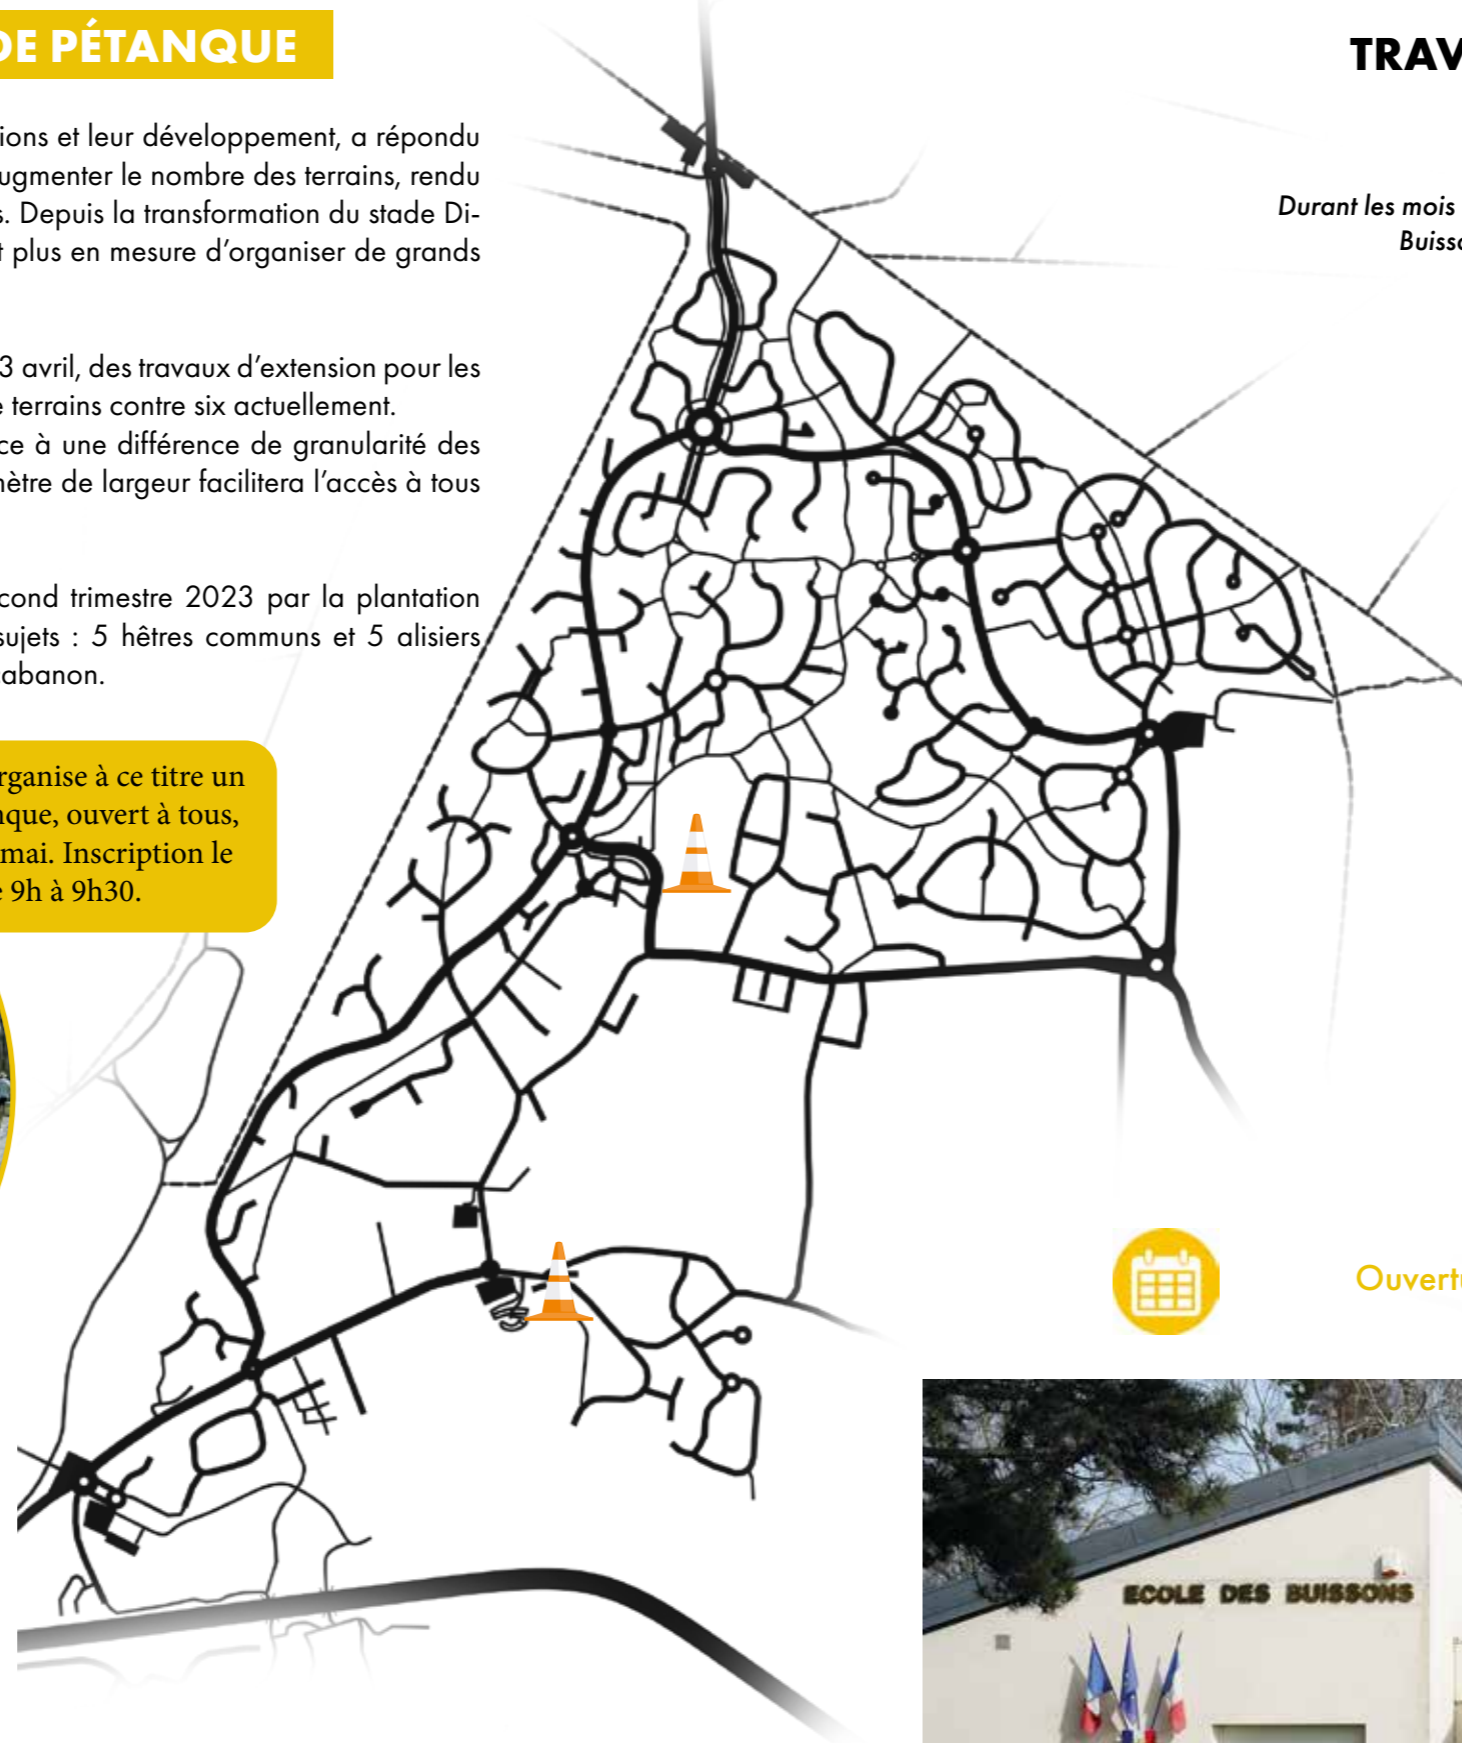 DE PÉTANQUE
ions et leur développement, a répondu
ugmenter le nombre des terrains, rendu
s. Depuis la transformation du stade Di-
t plus en mesure d'organiser de grands
3 avril, des travaux d'extension pour les
e terrains contre six actuellement.
ce à une différence de granularité des
mètre de largeur facilitera l'accès à tous
cond trimestre 2023 par la plantation
sujets : 5 hêtres communs et 5 alisiers
cabanon.
rganise à ce titre un
nque, ouvert à tous,
mai. Inscription le
e 9h à 9h30.
TRAV
Durant les mois
Buisso
Ouvert
ECOLE DES BUISSONS